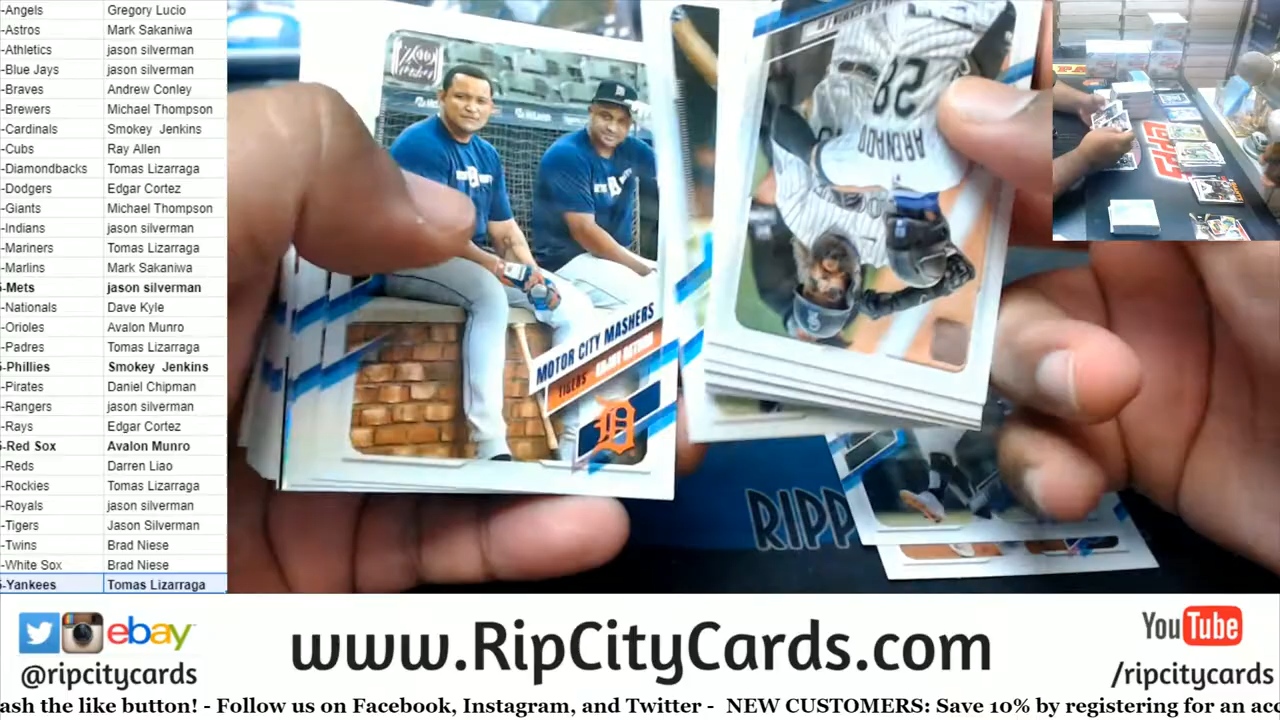 -Angels Gregory Lucio
-Astros Mark Sakaniwa
-Athletics jason silverman
-Blue Jays jason silverman
-Braves Andrew Conley
-Brewers Michael Thompson
-Cardinals Smokey Jenkins
-Cubs Ray Allen
-Diamondbacks Tomas Lizarraga
-Dodgers Edgar Cortez
-Giants Michael Thompson
-Indians jason silverman
-Mariners Tomas Lizarraga
-Marlins Mark Sakaniwa
-Mets jason silverman
-Nationals Dave Kyle
-Orioles Avalon Munro
-Padres Tomas Lizarraga
-Phillies Smokey Jenkins
-Pirates Daniel Chipman
-Rangers jason silverman
-Rays Edgar Cortez
-Red Sox Avalon Munro
-Reds Darren Liao
-Rockies Tomas Lizarraga
-Royals jason silverman
-Tigers Jason Silverman
-Twins Brad Niese
-White Sox Brad Niese
-Yankees Tomas Lizarraga
MOTOR CITY MASHERS
TIGERS
D
ARENADO
28
RIPP
ebay
@ripcitycards
www.RipCityCards.com
YouTube
/ripcitycards
ash the like button! - Follow us on Facebook, Instagram, and Twitter - NEW CUSTOMERS: Save 10% by registering for an acc